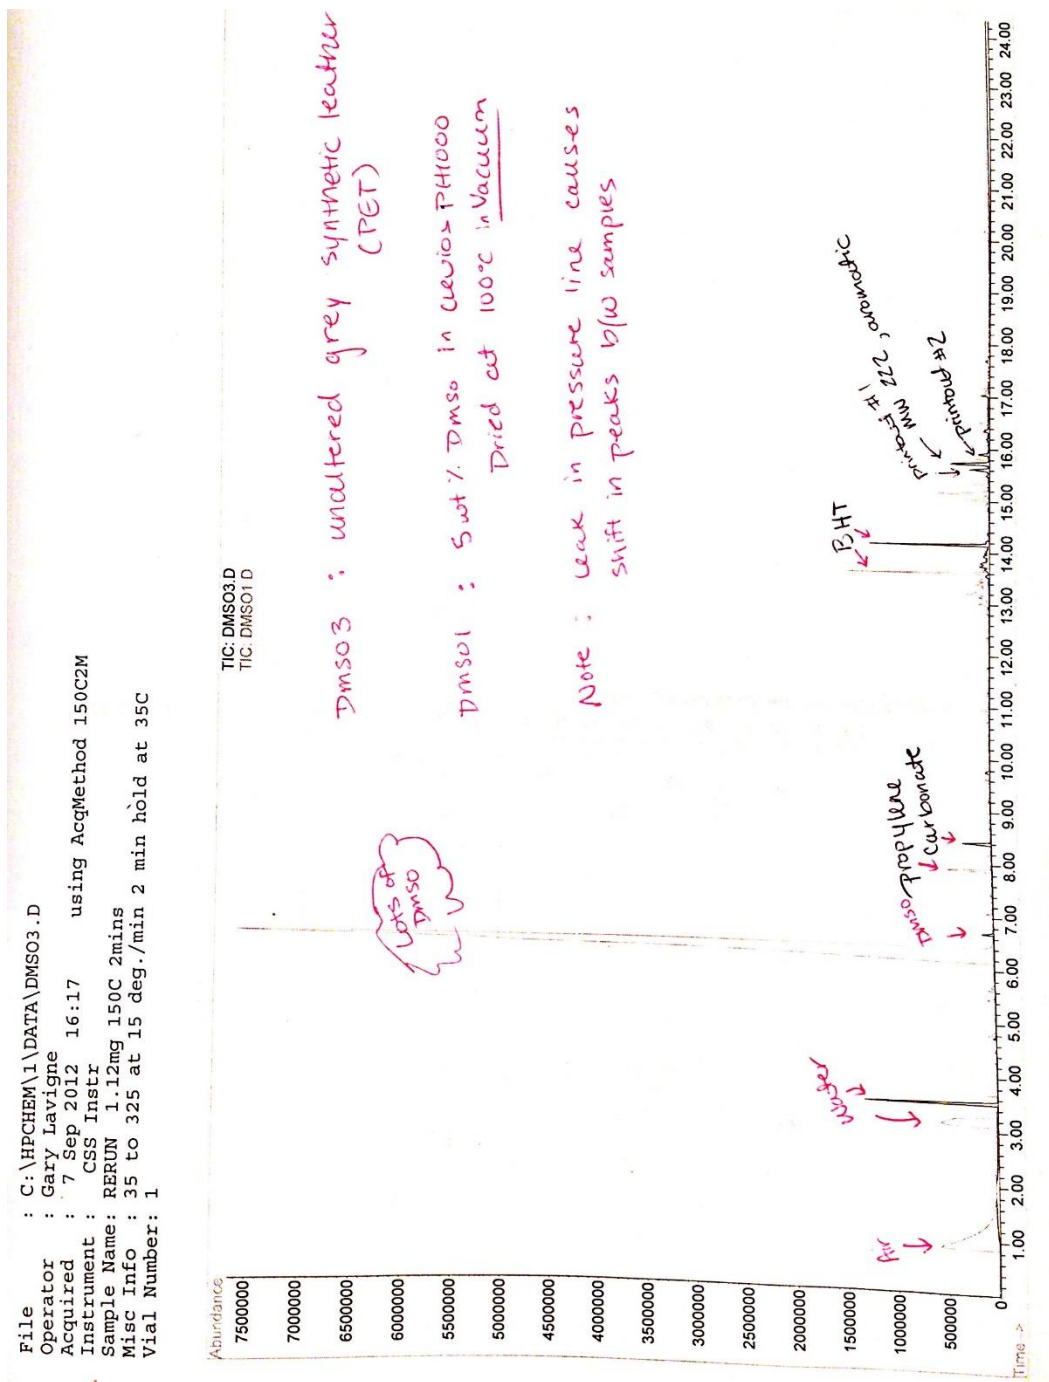 File : C:\HPCHEM\1\DATA\DMSO3.D
Operator : Gary Lavigne
Acquired : 7 Sep 2012 16:17 using AcqMethod 150C2M
Instrument : CSS Instr
Sample Name: RERUN 1.12mg 150C 2mins
Misc Info : 35 to 325 at 15 deg./min 2 min hold at 35C
Vial Number: 1
Abundance
TIC: DMSO3.D
TIC: DMSO1.D
7500000
7000000
6500000
6000000
5500000
5000000
4500000
4000000
3500000
3000000
2500000
2000000
1500000
1000000
500000
0
Time-->
1.00 2.00 3.00 4.00 5.00 6.00 7.00 8.00 9.00 10.00 11.00 12.00 13.00 14.00 15.00 16.00 17.00 18.00 19.00 20.00 21.00 22.00 23.00 24.00
DMSO3 : unaltered grey synthetic leather
(PET)
DMSO1 : 5 wt % DMSO in clevios PH1000
Dried at 100°C in Vacuum
Note : Leak in pressure line causes
shift in peaks b/w samples
Lots of
DMSO
Air
Water
DMSO
propylene
carbonate
BHT
printout #1
MW 222, aromatic
printout #2